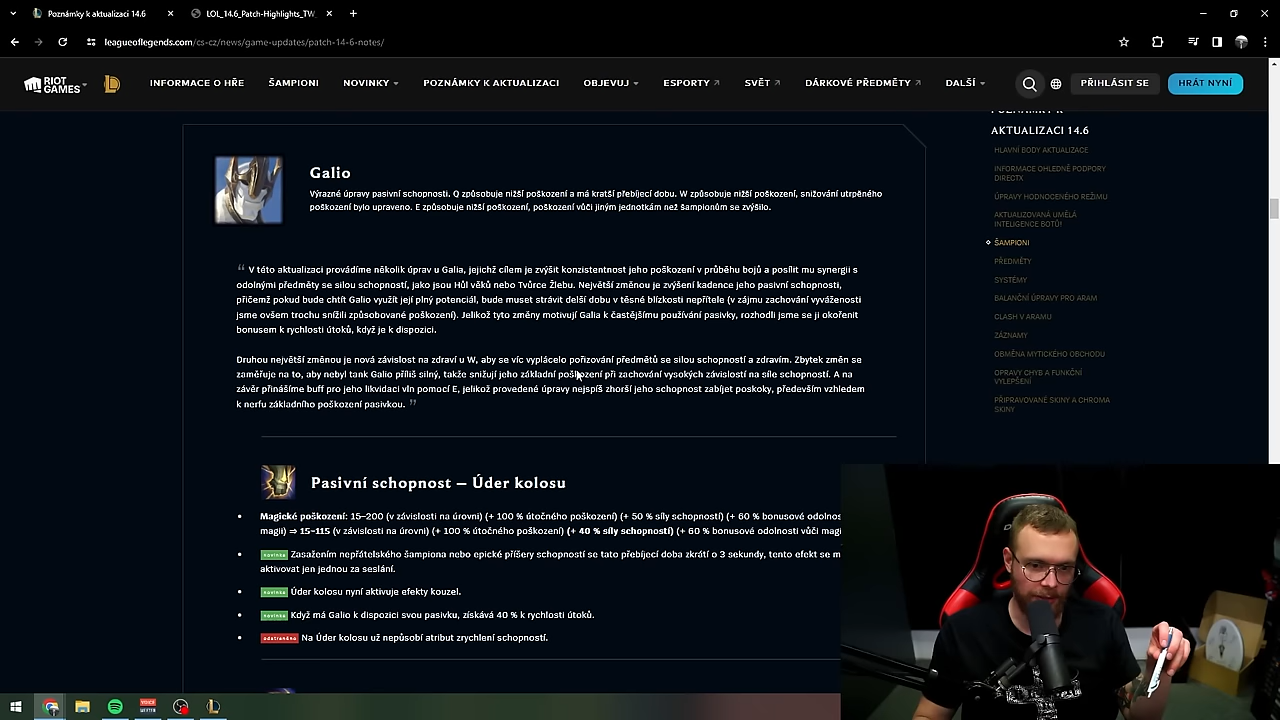 Poznámky k aktualizaci 14.6
LOL_14.6_Patch-Highlights_TW_
leagueoflegends.com/cs-cz/news/game-updates/patch-14-6-notes/
RIOT GAMES
INFORMACE O HŘE
ŠAMPIONI
NOVINKY
POZNÁMKY K AKTUALIZACI
OBJEVUJ
ESPORTY
SVĚT
DÁRKOVÉ PŘEDMĚTY
DALŠÍ
PŘIHLÁSIT SE
HRÁT NYNÍ
Galio
Výrazné úpravy pasivní schopnosti. Q způsobuje nižší poškození a má kratší přebíjecí dobu. W způsobuje nižší poškození, snižování utrpěného
poškození bylo upraveno. E způsobuje nižší poškození, poškození vůči jiným jednotkám než šampionům se zvýšilo.
“ V této aktualizaci provádíme několik úprav u Galia, jejichž cílem je zvýšit konzistentnost jeho poškození v průběhu bojů a posílit mu synergii s
odolnými předměty se silou schopností, jako jsou Hůl věků nebo Tvůrce Žlebu. Největší změnou je zvýšení kadence jeho pasivní schopnosti,
přičemž pokud bude chtít Galio využít její plný potenciál, bude muset strávit delší dobu v těsné blízkosti nepřítele (v zájmu zachování vyváženosti
jsme ovšem trochu snížili způsobované poškození). Jelikož tyto změny motivují Galia k častějšímu používání pasivky, rozhodli jsme se ji okořenit
bonusem k rychlosti útoků, když je k dispozici.
Druhou největší změnou je nová závislost na zdraví u W, aby se víc vyplácelo pořizování předmětů se silou schopností a zdravím. Zbytek změn se
zaměřuje na to, aby nebyl tank Galio příliš silný, takže snižují jeho základní poškození při zachování vysokých závislostí na síle schopností. A na
závěr přinášíme buff pro jeho likvidaci vln pomocí E, jelikož provedené úpravy nejspíš zhorší jeho schopnost zabíjet poskoky, především vzhledem
k nerfu základního poškození pasivkou. ”
Pasivní schopnost – Úder kolosu
Magické poškození: 15–200 (v závislosti na úrovni) (+ 100 % útočného poškození) (+ 50 % síly schopností) (+ 60 % bonusové odolnos
magii) ⇒ 15–115 (v závislosti na úrovni) (+ 100 % útočného poškození) (+ 40 % síly schopností) (+ 60 % bonusové odolnosti vůči magi
novinka Zasažením nepřátelského šampiona nebo epické příšery schopností se tato přebíjecí doba zkrátí o 3 sekundy, tento efekt se m
aktivovat jen jednou za seslání.
novinka Úder kolosu nyní aktivuje efekty kouzel.
novinka Když má Galio k dispozici svou pasivku, získává 40 % k rychlosti útoků.
odstraněno Na Úder kolosu už nepůsobí atribut zrychlení schopností.
AKTUALIZACI 14.6
HLAVNÍ BODY AKTUALIZACE
INFORMACE OHLEDNĚ PODPORY
DIRECTX
ÚPRAVY HODNOCENÉHO REŽIMU
AKTUALIZOVANÁ UMĚLÁ
INTELIGENCE BOTŮ!
ŠAMPIONI
PŘEDMĚTY
SYSTÉMY
BALANČNÍ ÚPRAVY PRO ARAM
CLASH V ARAMU
ZÁZNAMY
OBMĚNA MYTICKÉHO OBCHODU
OPRAVY CHYB A FUNKČNÍ
VYLEPŠENÍ
PŘIPRAVOVANÉ SKINY A CHROMA
SKINY